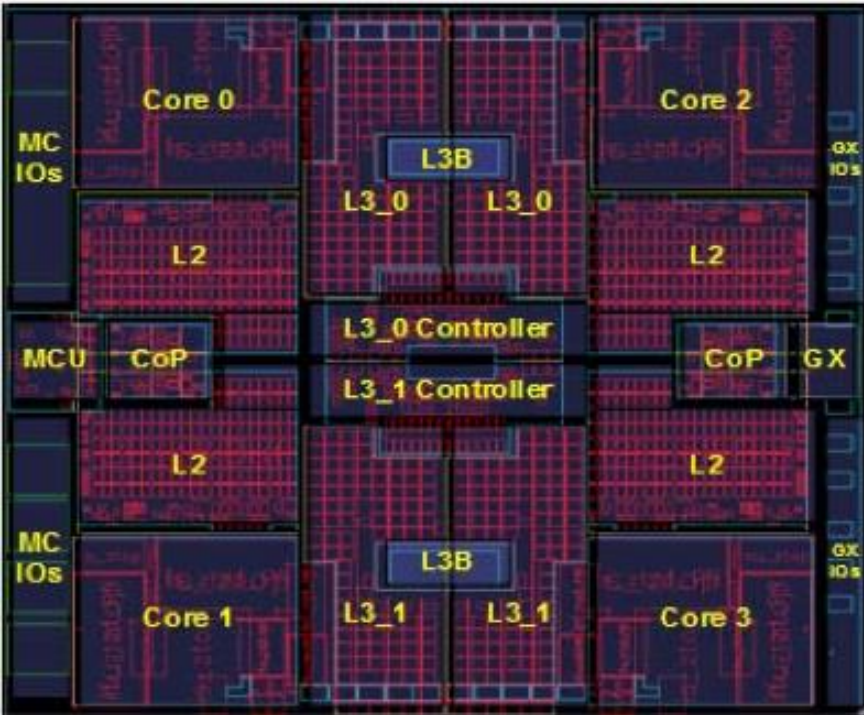 Core 0
Core 2
MC
IOs
L3B
GX
IOs
L3_0
L3_0
L2
L2
L3_0 Controller
MCU
CoP
CoP
GX
L3_1 Controller
L2
L2
MC
IOs
L3B
GX
IOs
Core 1
L3_1
L3_1
Core 3